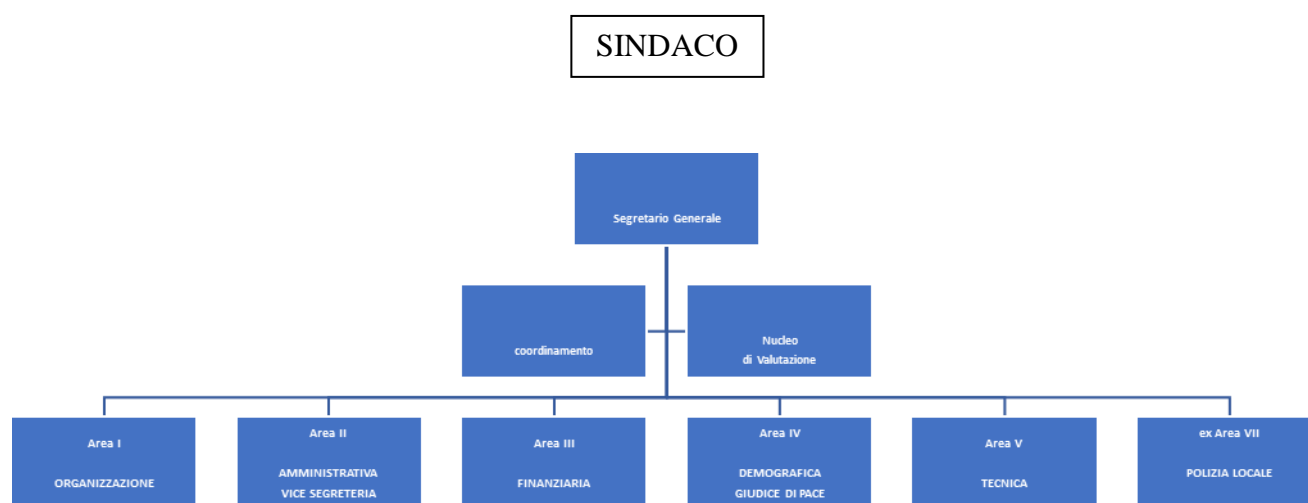 SINDACO
Segretario Generale
coordinamento
Nucleo
di Valutazione
Area I
ORGANIZZAZIONE
Area II
AMMINISTRATIVA
VICE SEGRETERIA
Area III
FINANZIARIA
Area IV
DEMOGRAFICA
GIUDICE DI PACE
Area V
TECNICA
ex Area VII
POLIZIA LOCALE